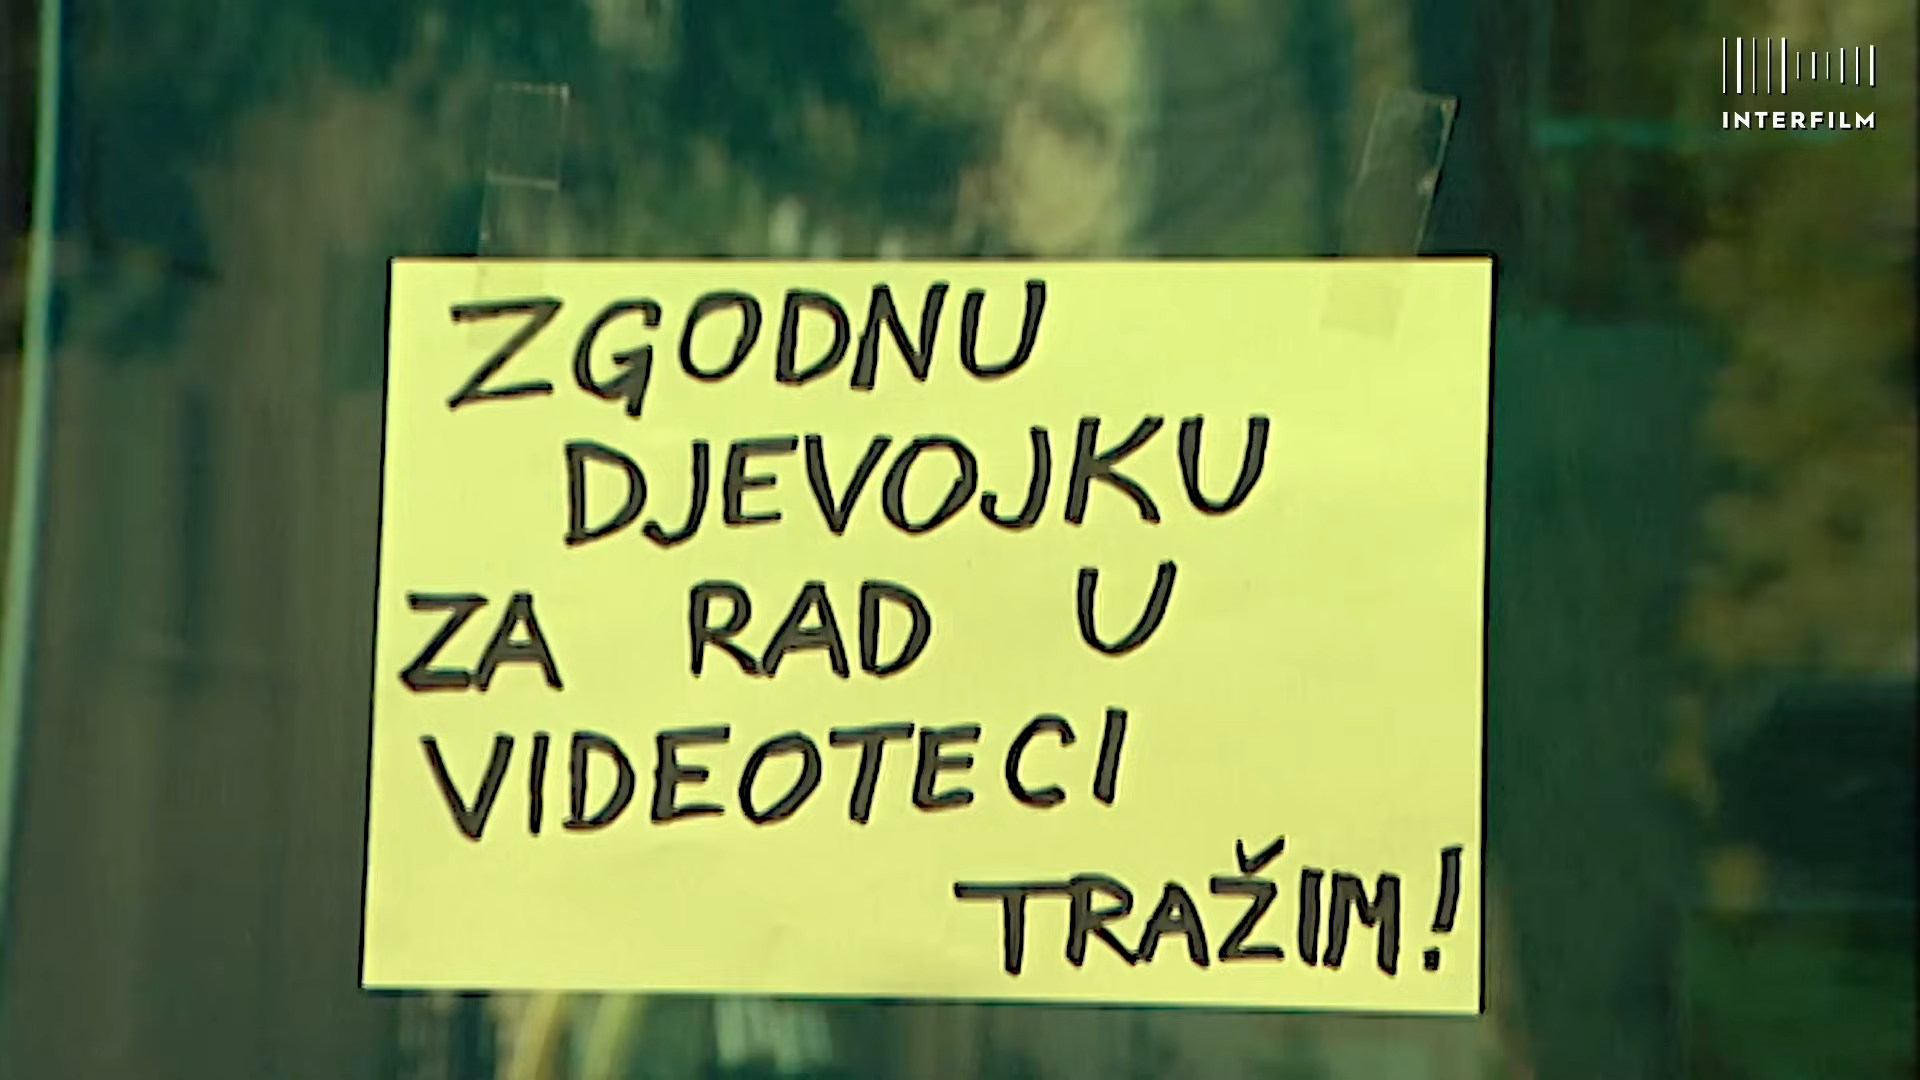 INTERFILM
ZGODNU
DJEVOJKU
ZA RAD U
VIDEOTECI
TRAŽIM!